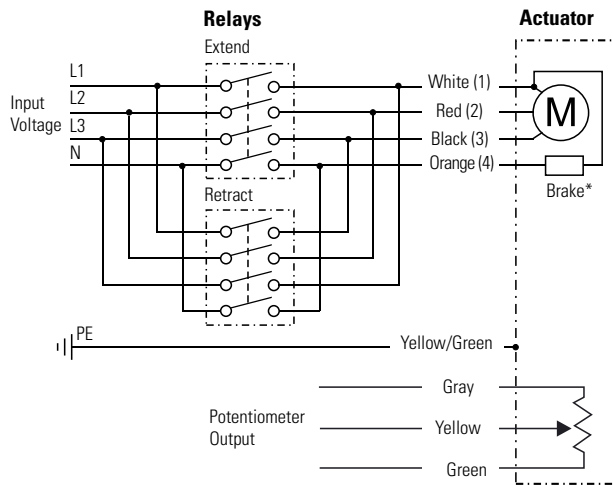 Relays
Actuator
Extend
L1
White (1)
Input
Voltage
L2
Red (2)
M
L3
Black (3)
N
Orange (4)
Brake*
Retract
PE
Yellow/Green
Gray
Potentiometer
Output
Yellow
Green